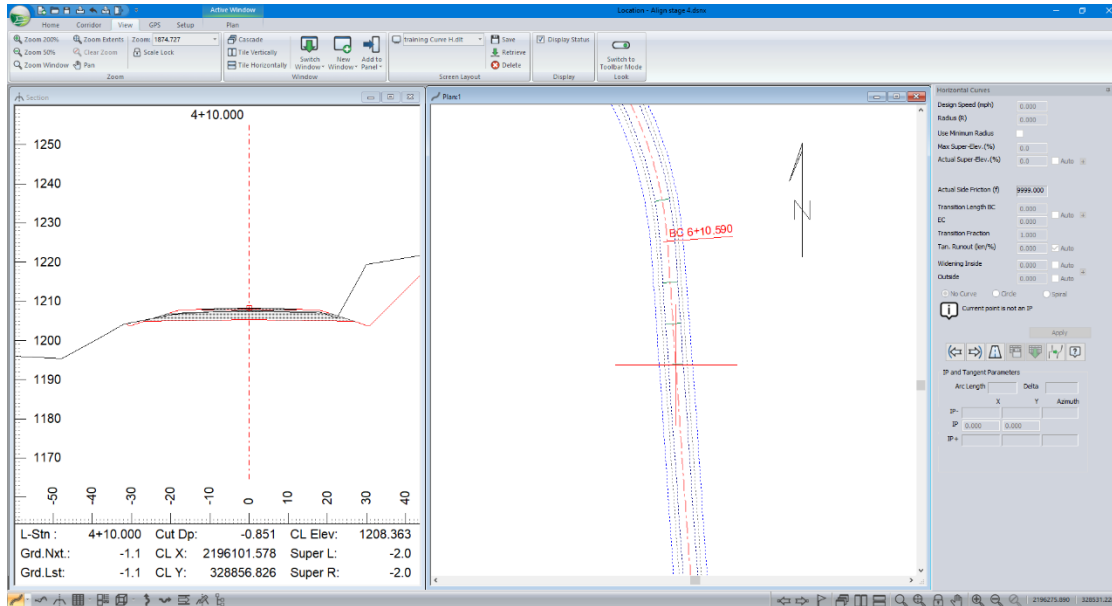 Active Window
Location - Align stage 4.dsnx
Home Corridor View GPS Setup Plan
Zoom 200% Zoom Extents Zoom: 1874.727
Zoom 50% Clear Zoom Scale Lock
Zoom Window Pan
Zoom
Cascade
Tile Vertically
Tile Horizontally
Switch Window
New Window
Add to Panel
Window
training Curve H.dlt
Save
Retrieve
Delete
Screen Layout
Display Status
Display
Switch to Toolbar Mode
Look
Section
4+10.000
1250
1240
1230
1220
1210
1200
1190
1180
1170
-50 -40 -30 -20 -10 0 10 20 30 40
L-Stn : 4+10.000 Cut Dp: -0.851 CL Elev: 1208.363
Grd.Nxt.: -1.1 CL X: 2196101.578 Super L: -2.0
Grd.Lst: -1.1 CL Y: 328856.826 Super R: -2.0
Plan:1
BC 6+10.590
N
Horizontal Curves
Design Speed (mph) 0.000
Radius (R) 0.000
Use Minimum Radius
Max Super-Elev.(%) 0.0
Actual Super-Elev.(%) 0.0 Auto
Actual Side Friction (f) 9999.000
Transition Length BC 0.000
EC 0.000 Auto
Transition Fraction 1.000
Tan. Runout (len/%) 0.000 Auto
Widening Inside 0.000 Auto
Outside 0.000 Auto
No Curve Circle Spiral
Current point is not an IP
Apply
IP and Tangent Parameters
Arc Length Delta
X Y Azimuth
IP-
IP 0.000 0.000
IP+
2196275.890 328531.22